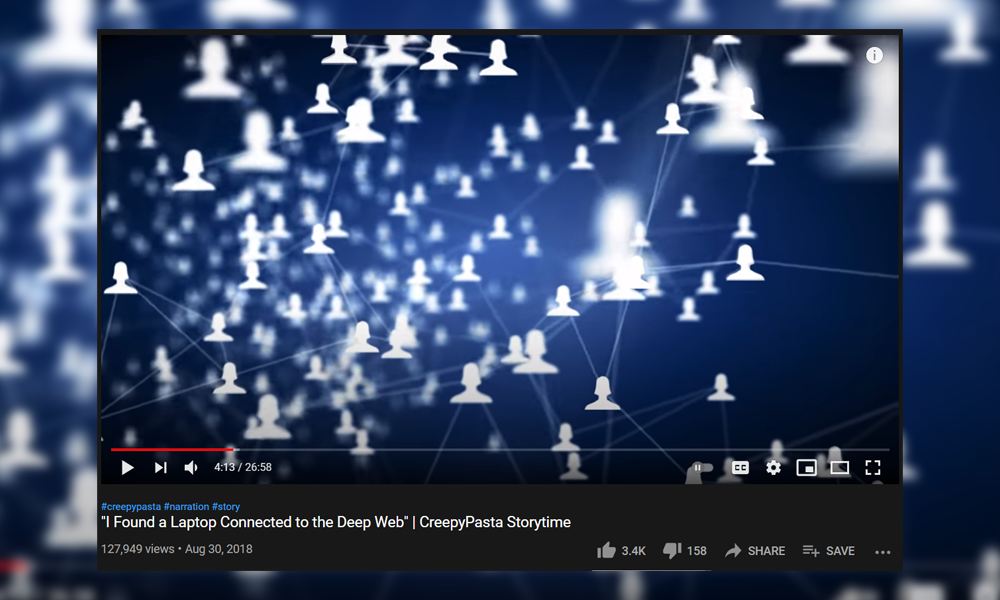 i
4:13 / 26:58
CC
#creepypasta #narration #story
"I Found a Laptop Connected to the Deep Web" | CreepyPasta Storytime
127,949 views • Aug 30, 2018
3.4K 158 SHARE SAVE